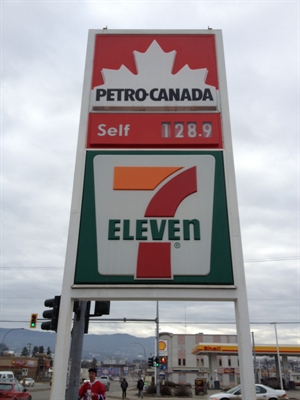 PETRO-CANADA
Self 128.9
7
ELEVEn
®